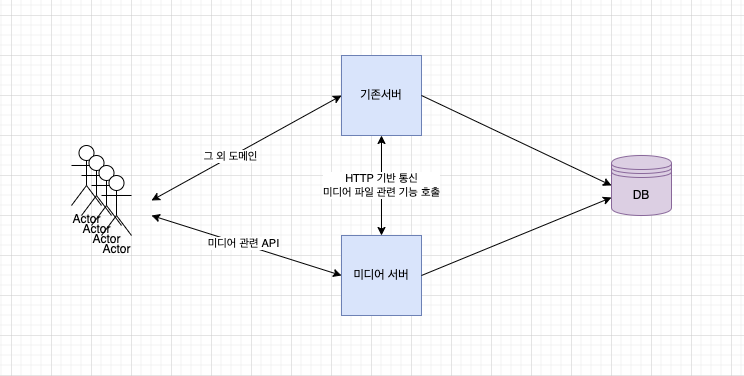 기존서버
그 외 도메인
HTTP 기반 통신
미디어 파일 관련 기능 호출
DB
Actor
Actor
Actor
Actor
미디어 관련 API
미디어 서버